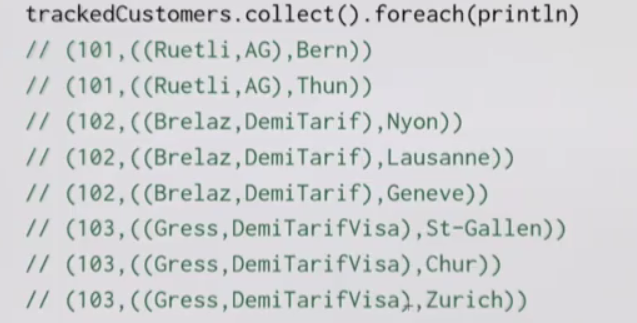 trackedCustomers.collect().foreach(println)
// (101,((Ruetli,AG),Bern))
// (101,((Ruetli,AG),Thun))
// (102,((Brelaz,DemiTarif),Nyon))
// (102,((Brelaz,DemiTarif),Lausanne))
// (102,((Brelaz,DemiTarif),Geneve))
// (103,((Gress,DemiTarifVisa),St-Gallen))
// (103,((Gress,DemiTarifVisa),Chur))
// (103,((Gress,DemiTarifVisa),Zurich))